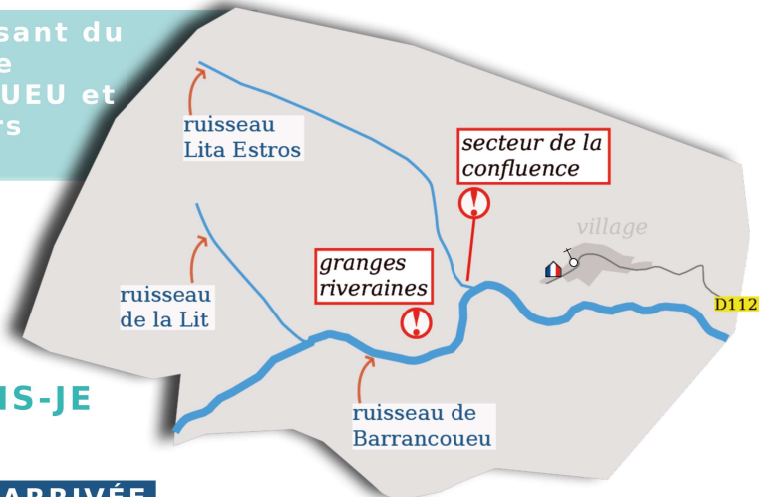 sant du
e
UEU et
rs
ruisseau
Lita Estros
secteur de la
confluence
village
granges
riveraines
ruisseau
de la Lit
D112
IS-JE
ruisseau de
Barrancoueu
ARRIVÉE